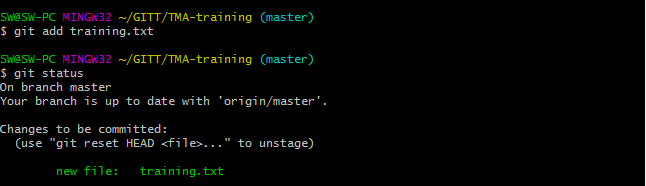 SW@SW-PC MINGW32 ~/GITT/TMA-training (master)
$ git add training.txt
SW@SW-PC MINGW32 ~/GITT/TMA-training (master)
$ git status
On branch master
Your branch is up to date with 'origin/master'.
Changes to be committed:
(use "git reset HEAD <file>..." to unstage)
new file:   training.txt